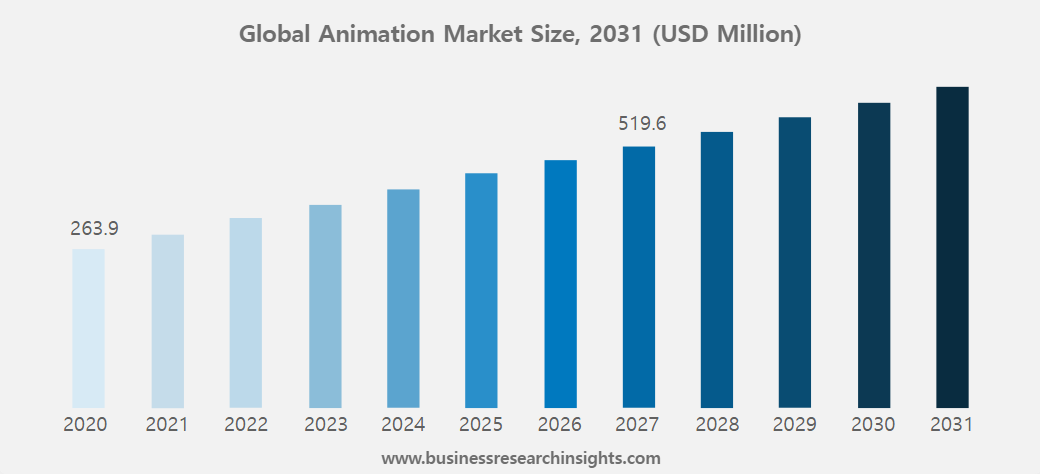 Global Animation Market Size, 2031 (USD Million)
519.6
263.9
2020 2021 2022 2023 2024 2025 2026 2027 2028 2029 2030 2031
www.businessresearchinsights.com